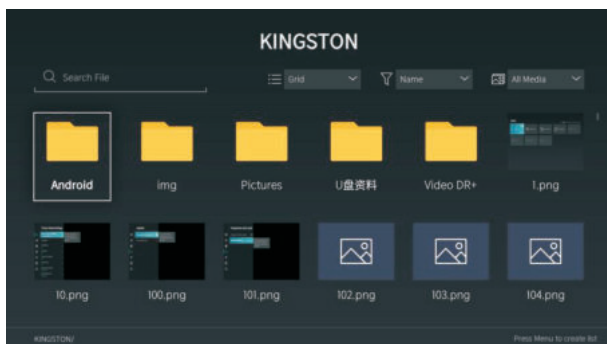 KINGSTON
Search File
Grid
Name
All Media
Android
img
Pictures
U盘资料
Video DR+
1.png
10.png
100.png
101.png
102.png
103.png
104.png
KINGSTON/
Press Menu to create list